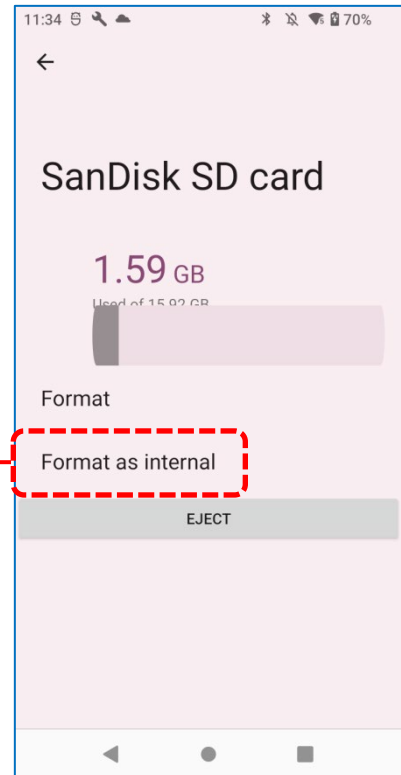 11:34 70%
SanDisk SD card
1.59 GB
Used of 15.92 GB
Format
Format as internal
EJECT